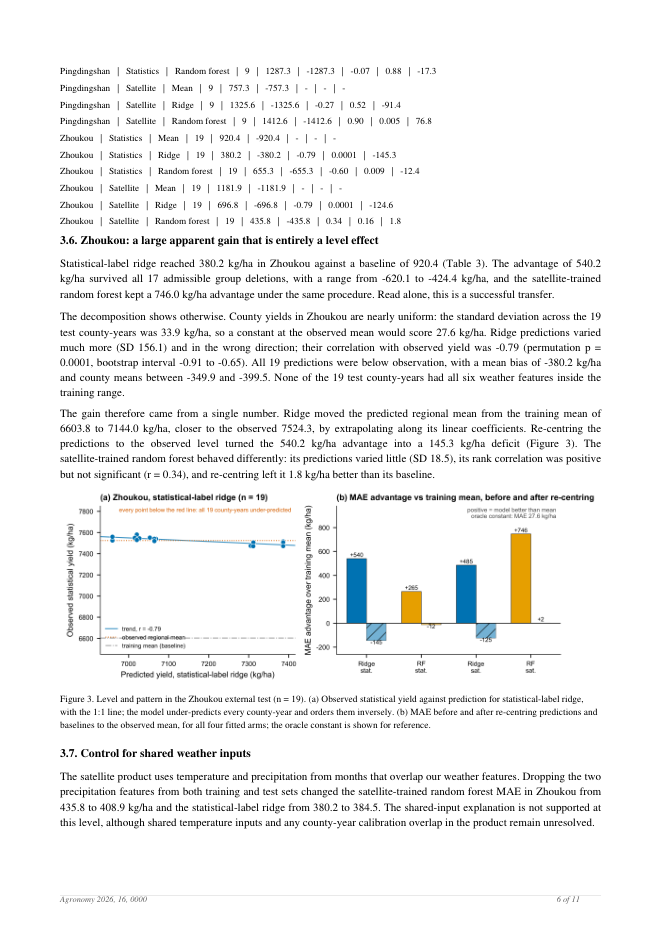 Pingdingshan | Statistics | Random forest | 9 | 1287.3 | -1287.3 | -0.07 | 0.88 | -17.3
Pingdingshan | Satellite | Mean | 9 | 757.3 | -757.3 | - | - | -
Pingdingshan | Satellite | Ridge | 9 | 1325.6 | -1325.6 | -0.27 | 0.52 | -91.4
Pingdingshan | Satellite | Random forest | 9 | 1412.6 | -1412.6 | 0.90 | 0.005 | 76.8
Zhoukou | Statistics | Mean | 19 | 920.4 | -920.4 | - | - | -
Zhoukou | Statistics | Ridge | 19 | 380.2 | -380.2 | -0.79 | 0.0001 | -145.3
Zhoukou | Statistics | Random forest | 19 | 655.3 | -655.3 | -0.60 | 0.009 | -12.4
Zhoukou | Satellite | Mean | 19 | 1181.9 | -1181.9 | - | - | -
Zhoukou | Satellite | Ridge | 19 | 696.8 | -696.8 | -0.79 | 0.0001 | -124.6
Zhoukou | Satellite | Random forest | 19 | 435.8 | -435.8 | 0.34 | 0.16 | 1.8
3.6. Zhoukou: a large apparent gain that is entirely a level effect
Statistical-label ridge reached 380.2 kg/ha in Zhoukou against a baseline of 920.4 (Table 3). The advantage of 540.2
kg/ha survived all 17 admissible group deletions, with a range from -620.1 to -424.4 kg/ha, and the satellite-trained
random forest kept a 746.0 kg/ha advantage under the same procedure. Read alone, this is a successful transfer.
The decomposition shows otherwise. County yields in Zhoukou are nearly uniform: the standard deviation across the 19
test county-years was 33.9 kg/ha, so a constant at the observed mean would score 27.6 kg/ha. Ridge predictions varied
much more (SD 156.1) and in the wrong direction; their correlation with observed yield was -0.79 (permutation p =
0.0001, bootstrap interval -0.91 to -0.65). All 19 predictions were below observation, with a mean bias of -380.2 kg/ha
and county means between -349.9 and -399.5. None of the 19 test county-years had all six weather features inside the
training range.
The gain therefore came from a single number. Ridge moved the predicted regional mean from the training mean of
6603.8 to 7144.0 kg/ha, closer to the observed 7524.3, by extrapolating along its linear coefficients. Re-centring the
predictions to the observed level turned the 540.2 kg/ha advantage into a 145.3 kg/ha deficit (Figure 3). The
satellite-trained random forest behaved differently: its predictions varied little (SD 18.5), its rank correlation was positive
but not significant (r = 0.34), and re-centring left it 1.8 kg/ha better than its baseline.
(a) Zhoukou, statistical-label ridge (n = 19)
every point below the red line: all 19 county-years under-predicted
Observed statistical yield (kg/ha)
7800
7600
7400
7200
7000
6800
6600
trend, r = -0.79
observed regional mean
training mean (baseline)
7000 7100 7200 7300 7400
Predicted yield, statistical-label ridge (kg/ha)
(b) MAE advantage vs training mean, before and after re-centring
positive = model better than mean
oracle constant: MAE 27.6 kg/ha
MAE advantage over training mean (kg/ha)
800
600
400
200
0
-200
+540
-145
+265
-12
+485
-125
+746
+2
Ridge stat.
RF stat.
Ridge sat.
RF sat.
Figure 3. Level and pattern in the Zhoukou external test (n = 19). (a) Observed statistical yield against prediction for statistical-label ridge,
with the 1:1 line; the model under-predicts every county-year and orders them inversely. (b) MAE before and after re-centring predictions and
baselines to the observed mean, for all four fitted arms; the oracle constant is shown for reference.
3.7. Control for shared weather inputs
The satellite product uses temperature and precipitation from months that overlap our weather features. Dropping the two
precipitation features from both training and test sets changed the satellite-trained random forest MAE in Zhoukou from
435.8 to 408.9 kg/ha and the statistical-label ridge from 380.2 to 384.5. The shared-input explanation is not supported at
this level, although shared temperature inputs and any county-year calibration overlap in the product remain unresolved.
Agronomy 2026, 16, 0000
6 of 11